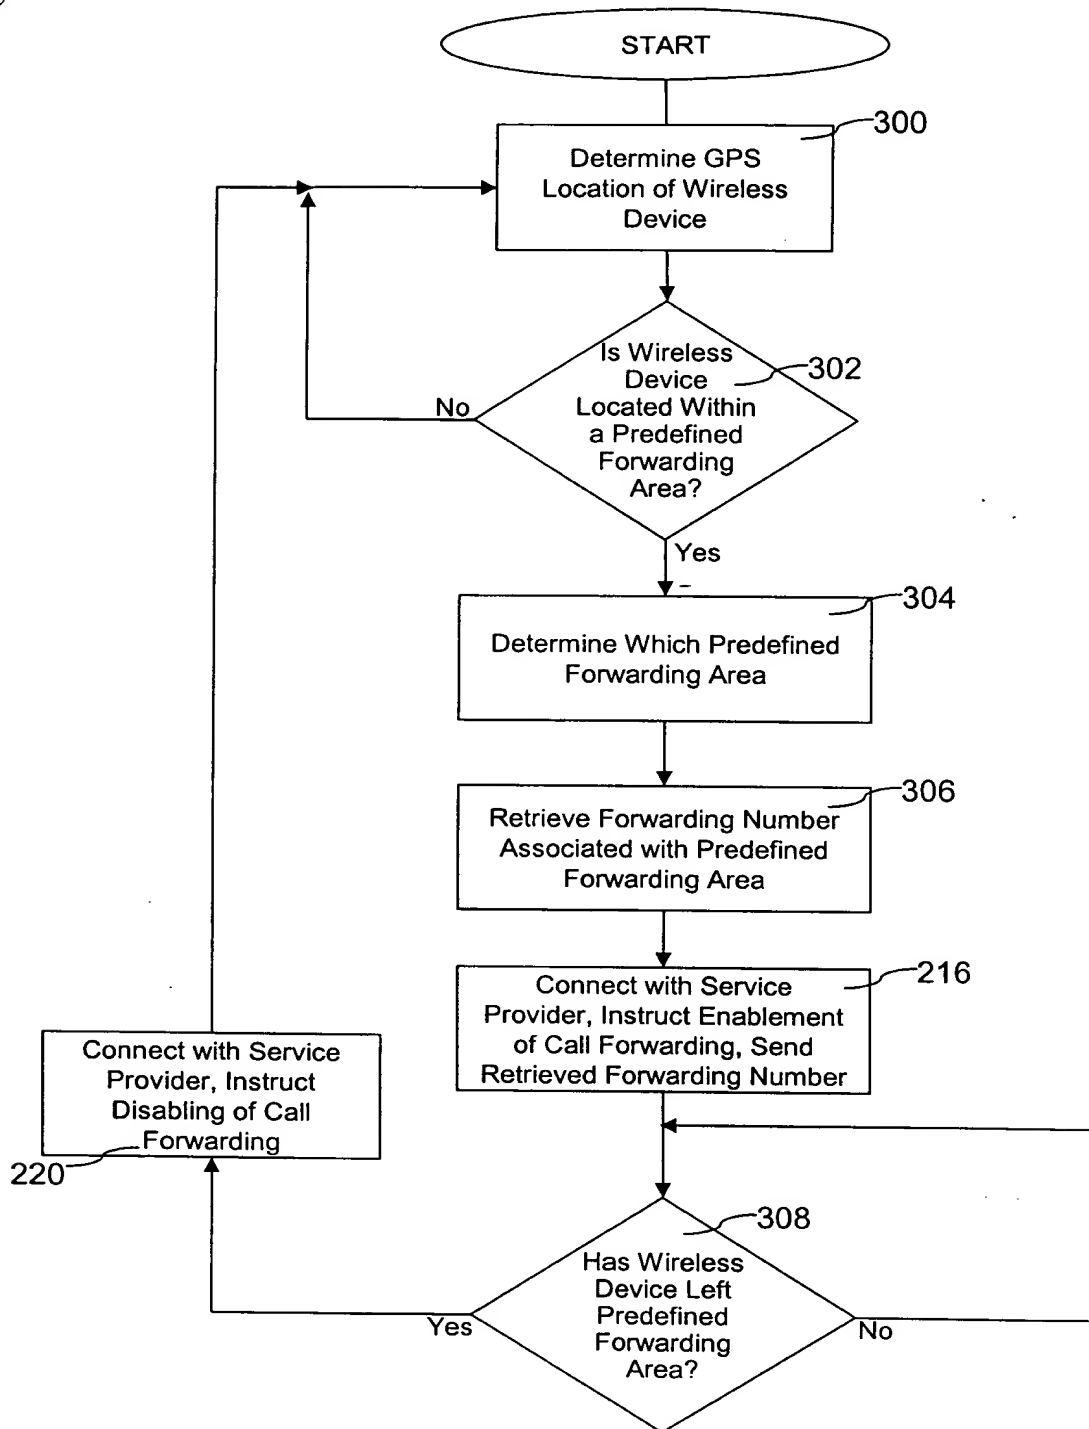 START
300
Determine GPS
Location of Wireless
Device
Is Wireless
Device
Located Within
a Predefined
Forwarding
Area?
302
No
Yes
304
Determine Which Predefined
Forwarding Area
306
Retrieve Forwarding Number
Associated with Predefined
Forwarding Area
216
Connect with Service
Provider, Instruct Enablement
of Call Forwarding, Send
Retrieved Forwarding Number
Connect with Service
Provider, Instruct
Disabling of Call
Forwarding
220
308
Has Wireless
Device Left
Predefined
Forwarding
Area?
Yes
No